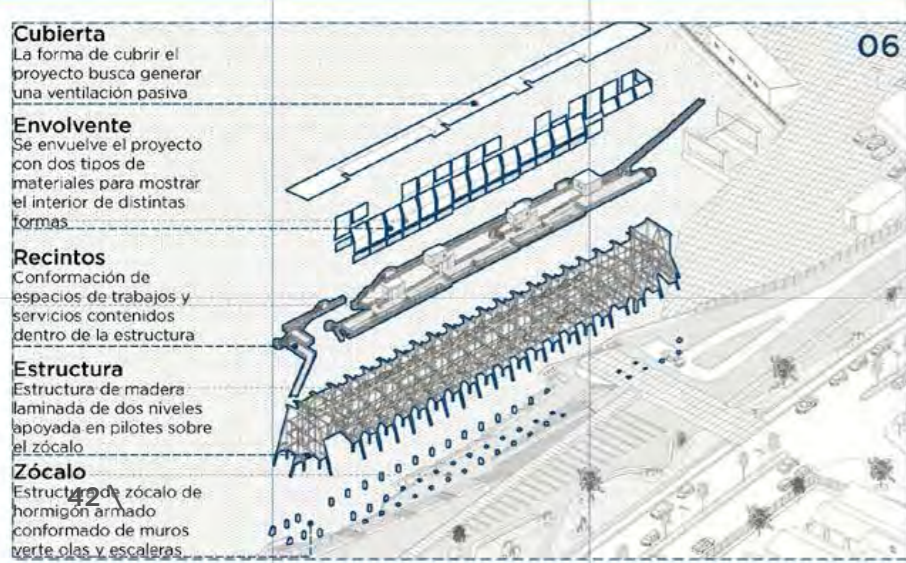 Cubierta
La forma de cubrir el
proyecto busca generar
una ventilación pasiva
06
Envolvente
Se envuelve el proyecto
con dos tipos de
materiales para mostrar
el interior de distintas
formas
Recintos
Conformación de
espacios de trabajos y
servicios contenidos
dentro de la estructura
Estructura
Estructura de madera
laminada de dos niveles
apoyada en pilotes sobre
el zócalo
Zócalo
Estructura de zócalo de
42\
hormigón armado
conformado de muros
verte olas y escaleras